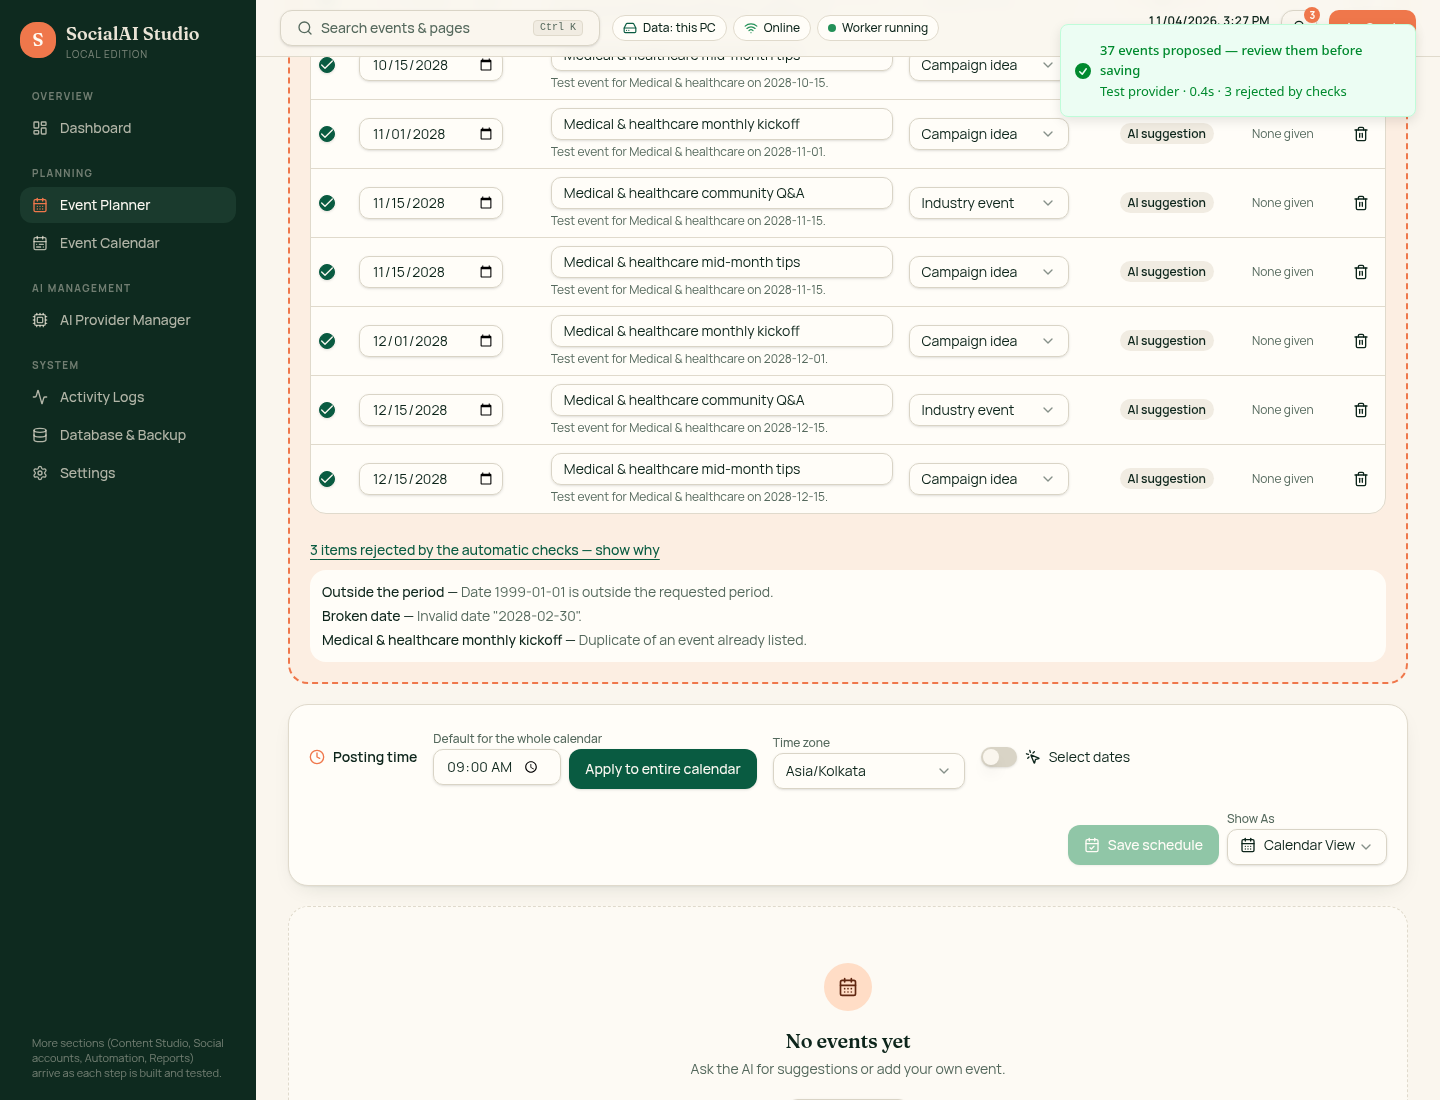 S
SocialAI Studio
LOCAL EDITION
OVERVIEW
Dashboard
PLANNING
Event Planner
Event Calendar
AI MANAGEMENT
AI Provider Manager
SYSTEM
Activity Logs
Database & Backup
Settings
More sections (Content Studio, Social
accounts, Automation, Reports)
arrive as each step is built and tested.
Search events & pages
Ctrl K
Data: this PC
Online
Worker running
11/04/2026, 3:27 PM
3
37 events proposed — review them before
saving
Test provider · 0.4s · 3 rejected by checks
10/15/2028 Medical & healthcare mid-month tips Campaign idea
Test event for Medical & healthcare on 2028-10-15.
11/01/2028 Medical & healthcare monthly kickoff Campaign idea AI suggestion None given
Test event for Medical & healthcare on 2028-11-01.
11/15/2028 Medical & healthcare community Q&A Industry event AI suggestion None given
Test event for Medical & healthcare on 2028-11-15.
11/15/2028 Medical & healthcare mid-month tips Campaign idea AI suggestion None given
Test event for Medical & healthcare on 2028-11-15.
12/01/2028 Medical & healthcare monthly kickoff Campaign idea AI suggestion None given
Test event for Medical & healthcare on 2028-12-01.
12/15/2028 Medical & healthcare community Q&A Industry event AI suggestion None given
Test event for Medical & healthcare on 2028-12-15.
12/15/2028 Medical & healthcare mid-month tips Campaign idea AI suggestion None given
Test event for Medical & healthcare on 2028-12-15.
3 items rejected by the automatic checks — show why
Outside the period — Date 1999-01-01 is outside the requested period.
Broken date — Invalid date "2028-02-30".
Medical & healthcare monthly kickoff — Duplicate of an event already listed.
Posting time
Default for the whole calendar
09:00 AM
Apply to entire calendar
Time zone
Asia/Kolkata
Select dates
Save schedule
Show As
Calendar View
No events yet
Ask the AI for suggestions or add your own event.